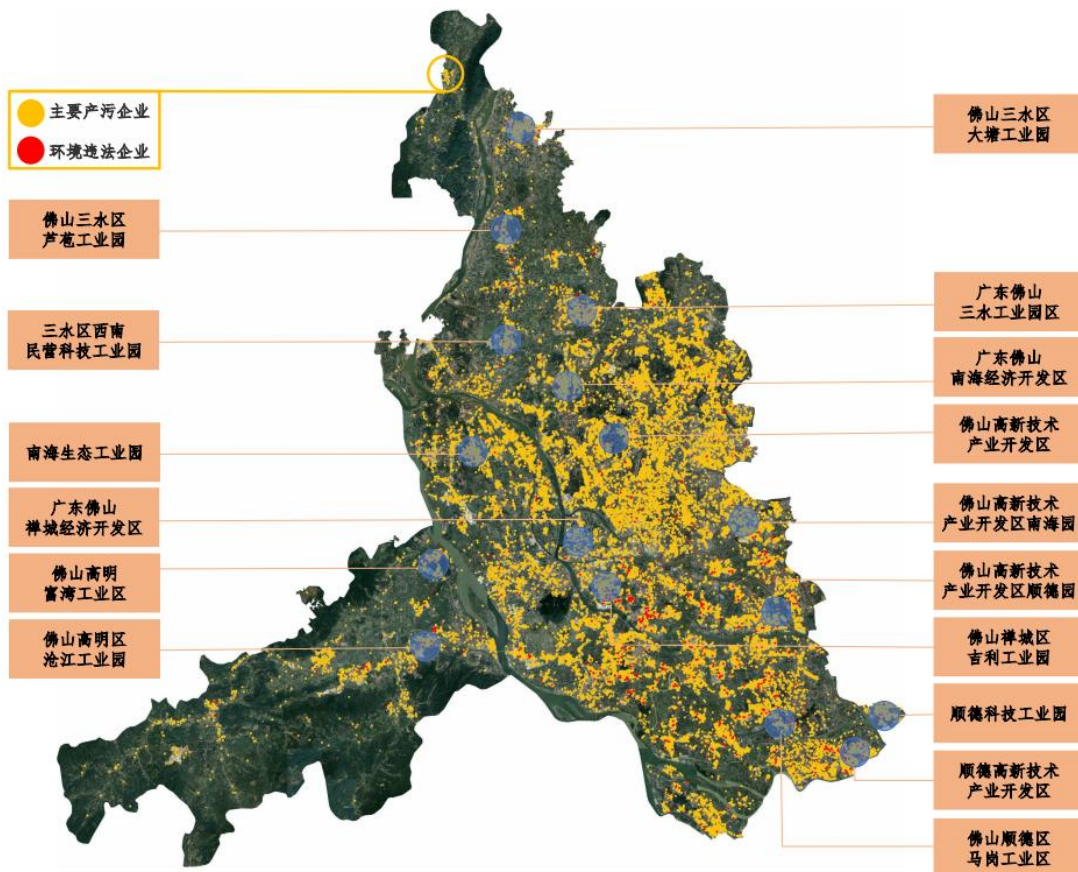 主要产污企业
环境违法企业
佛山三水区
芦苞工业园
三水区西南
民营科技工业园
南海生态工业园
广东佛山
禅城经济开发区
佛山高明
富湾工业区
佛山高明区
沧江工业园
佛山三水区
大塘工业园
广东佛山
三水工业园区
广东佛山
南海经济开发区
佛山高新技术
产业开发区
佛山高新技术
产业开发区南海园
佛山高新技术
产业开发区顺德园
佛山禅城区
吉利工业园
顺德科技工业园
顺德高新技术
产业开发区
佛山顺德区
马岗工业区